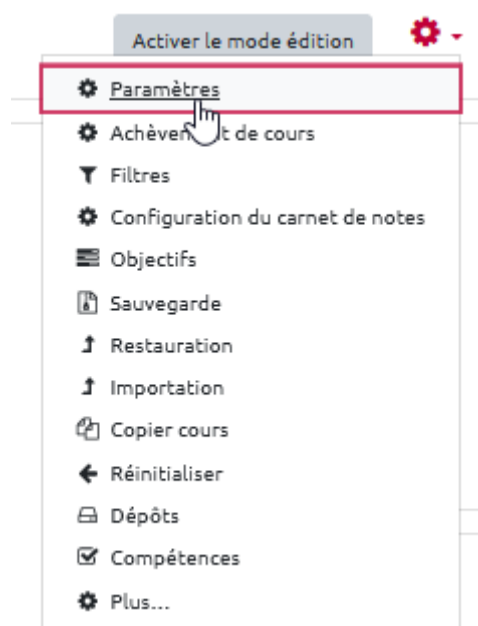 Activer le mode édition
Paramètres
Achèvement de cours
Filtres
Configuration du carnet de notes
Objectifs
Sauvegarde
Restauration
Importation
Copier cours
Réinitialiser
Dépôts
Compétences
Plus...